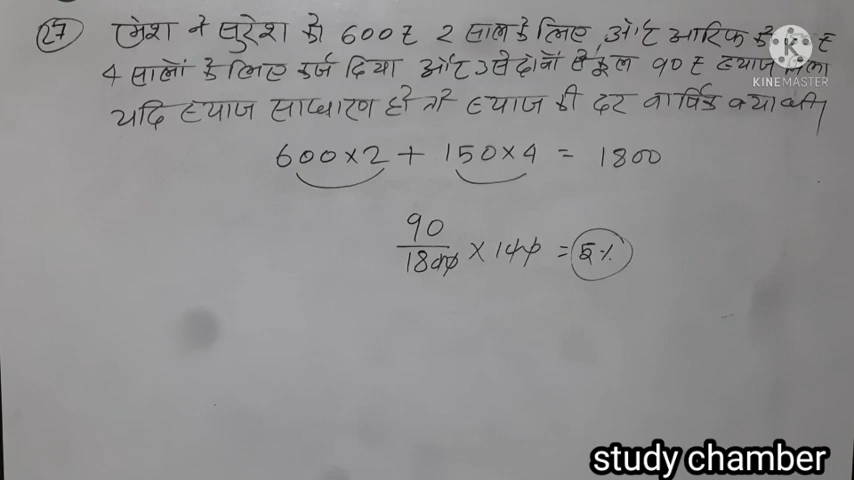 27 रमेश ने सुरेश को 600 ₹ 2 साल के लिए और आरिफ को ₹
4 सालों के लिए कर्ज दिया और उसे दोनों से कुल 90 ₹ ब्याज मिला
यदि ब्याज साधारण हो तो ब्याज की दर वार्षिक क्या थी।
600 × 2 + 150 × 4 = 1800
90
1800 × 100 = 5%
KINEMASTER
study chamber